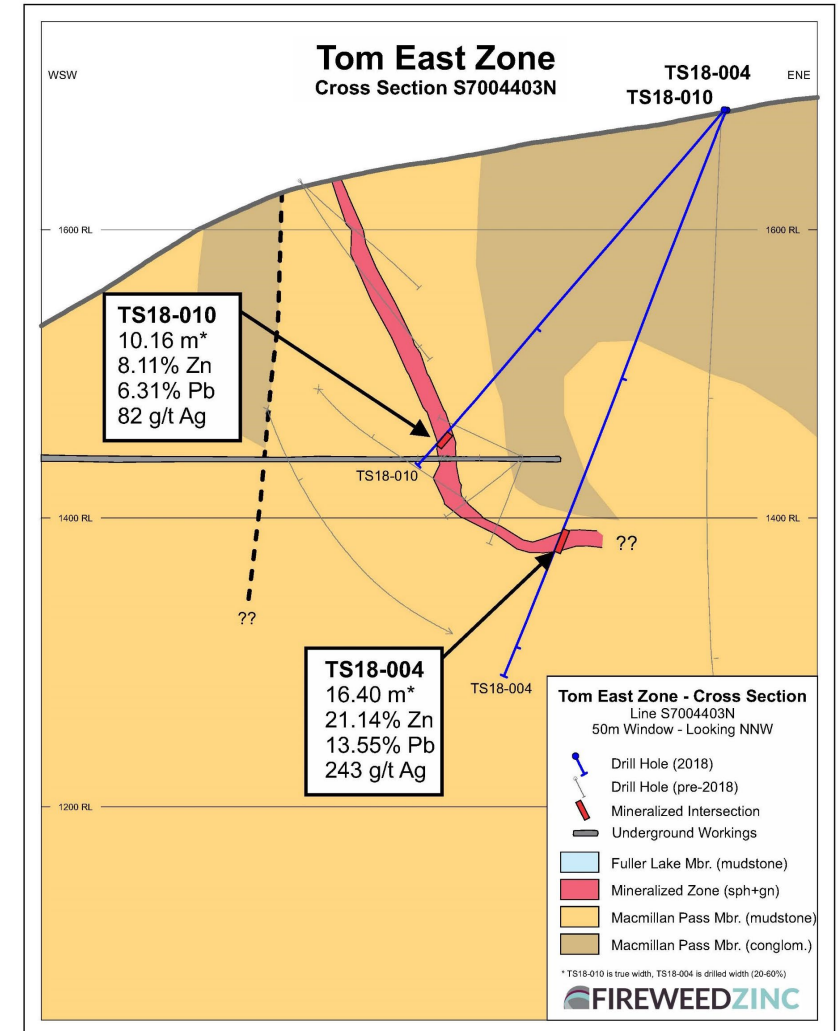 Tom East Zone
Cross Section S7004403N
WSW
ENE
TS18-004
TS18-010
1600 RL
1600 RL
TS18-010
10.16 m*
8.11% Zn
6.31% Pb
82 g/t Ag
TS18-010
1400 RL
1400 RL
??
??
TS18-004
16.40 m*
21.14% Zn
13.55% Pb
243 g/t Ag
TS18-004
1200 RL
Tom East Zone - Cross Section
Line S7004403N
50m Window - Looking NNW
Drill Hole (2018)
Drill Hole (pre-2018)
Mineralized Intersection
Underground Workings
Fuller Lake Mbr. (mudstone)
Mineralized Zone (sph+gn)
Macmillan Pass Mbr. (mudstone)
Macmillan Pass Mbr. (conglom.)
* TS18-010 is true width, TS18-004 is drilled width (20-60%)
FIREWEEDZINC